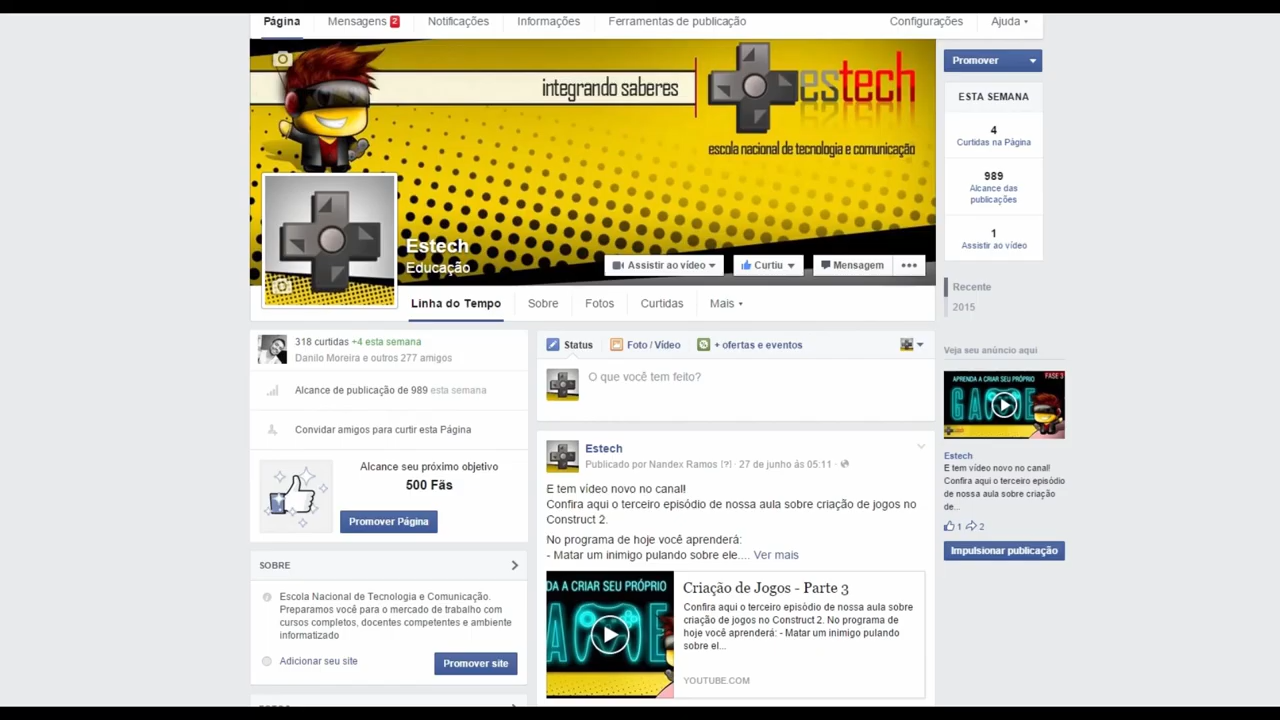 Página
Mensagens 2
Notificações
Informações
Ferramentas de publicação
Configurações
Ajuda
integrando saberes
estech
escola nacional de tecnologia e comunicação
Estech
Educação
Assistir ao vídeo
Curtiu
Mensagem
Promover
ESTA SEMANA
4
Curtidas na Página
989
Alcance das
publicações
1
Assistir ao vídeo
Recente
2015
Linha do Tempo
Sobre
Fotos
Curtidas
Mais
318 curtidas +4 esta semana
Danilo Moreira e outros 277 amigos
Alcance de publicação de 989 esta semana
Convidar amigos para curtir esta Página
Alcance seu próximo objetivo
500 Fãs
Promover Página
SOBRE
Escola Nacional de Tecnologia e Comunicação.
Preparamos você para o mercado de trabalho com
cursos completos, docentes competentes e ambiente
informatizado
Adicionar seu site
Promover site
Status
Foto / Vídeo
+ ofertas e eventos
O que você tem feito?
Estech
Publicado por Nandex Ramos [?] · 27 de junho às 05:11 ·
E tem vídeo novo no canal!
Confira aqui o terceiro episódio de nossa aula sobre criação de jogos no
Construct 2.
No programa de hoje você aprenderá:
- Matar um inimigo pulando sobre ele.... Ver mais
NDA A CRIAR SEU PRÓPRIO
GAME
Criação de Jogos - Parte 3
Confira aqui o terceiro episódio de nossa aula sobre
criação de jogos no Construct 2. No programa de
hoje você aprenderá: - Matar um inimigo pulando
sobre el...
YOUTUBE.COM
Veja seu anúncio aqui
APRENDA A CRIAR SEU PRÓPRIO
FASE 3
GAME
Estech
E tem vídeo novo no canal!
Confira aqui o terceiro episódio
de nossa aula sobre criação
de...
1 2
Impulsionar publicação